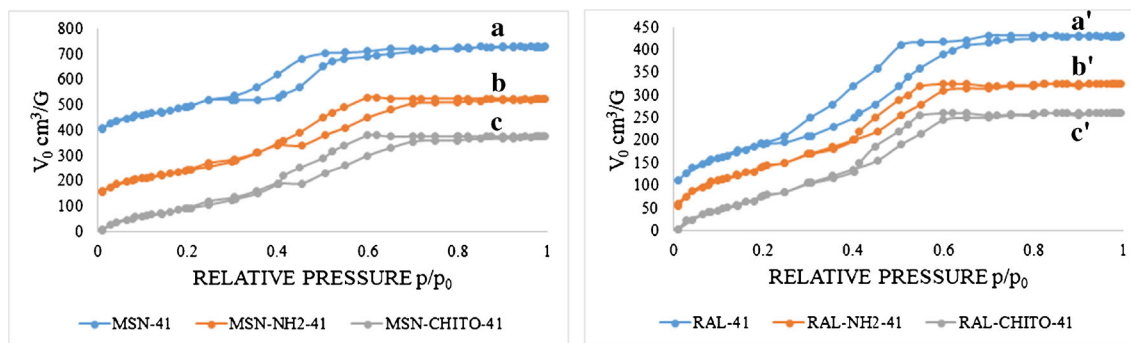 800
700
600
500
400
300
200
100
0
V₀ cm³/G
a
b
c
0 0.2 0.4 0.6 0.8 1
RELATIVE PRESSURE p/p₀
MSN-41 MSN-NH2-41 MSN-CHITO-41
450
400
350
300
250
200
150
100
50
0
V₀ cm³/G
a'
b'
c'
0 0.2 0.4 0.6 0.8 1
RELATIVE PRESSURE p/p₀
RAL-41 RAL-NH2-41 RAL-CHITO-41